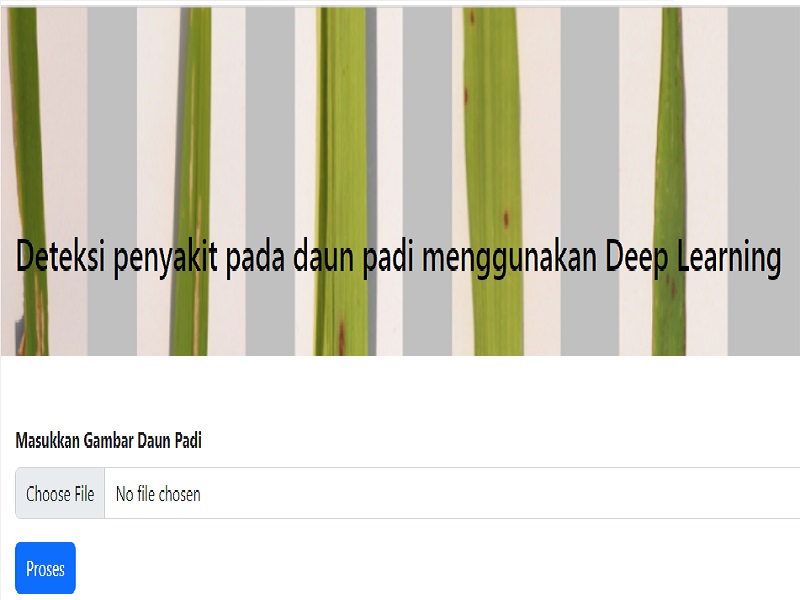 Deteksi penyakit pada daun padi menggunakan Deep Learning
Masukkan Gambar Daun Padi
Choose File No file chosen
Proses